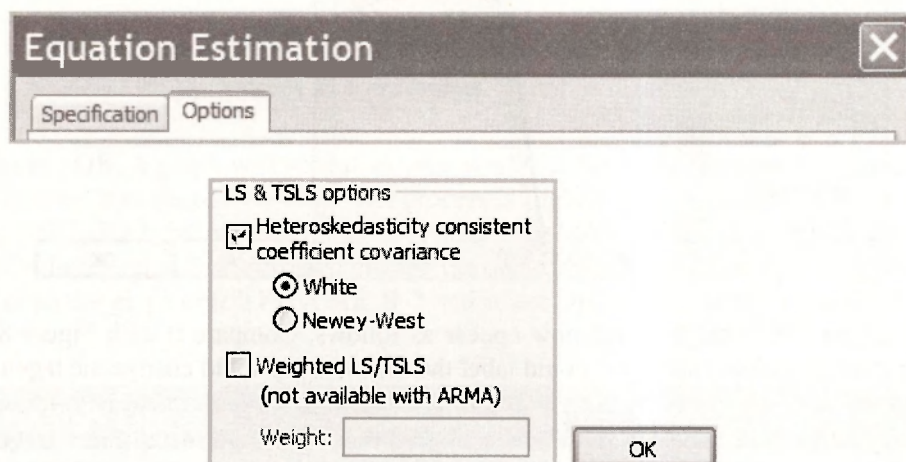 Equation Estimation
Specification Options
LS & TSLS options
Heteroskedasticity consistent
coefficient covariance
White
Newey-West
Weighted LS/TSLS
(not available with ARMA)
Weight:
OK